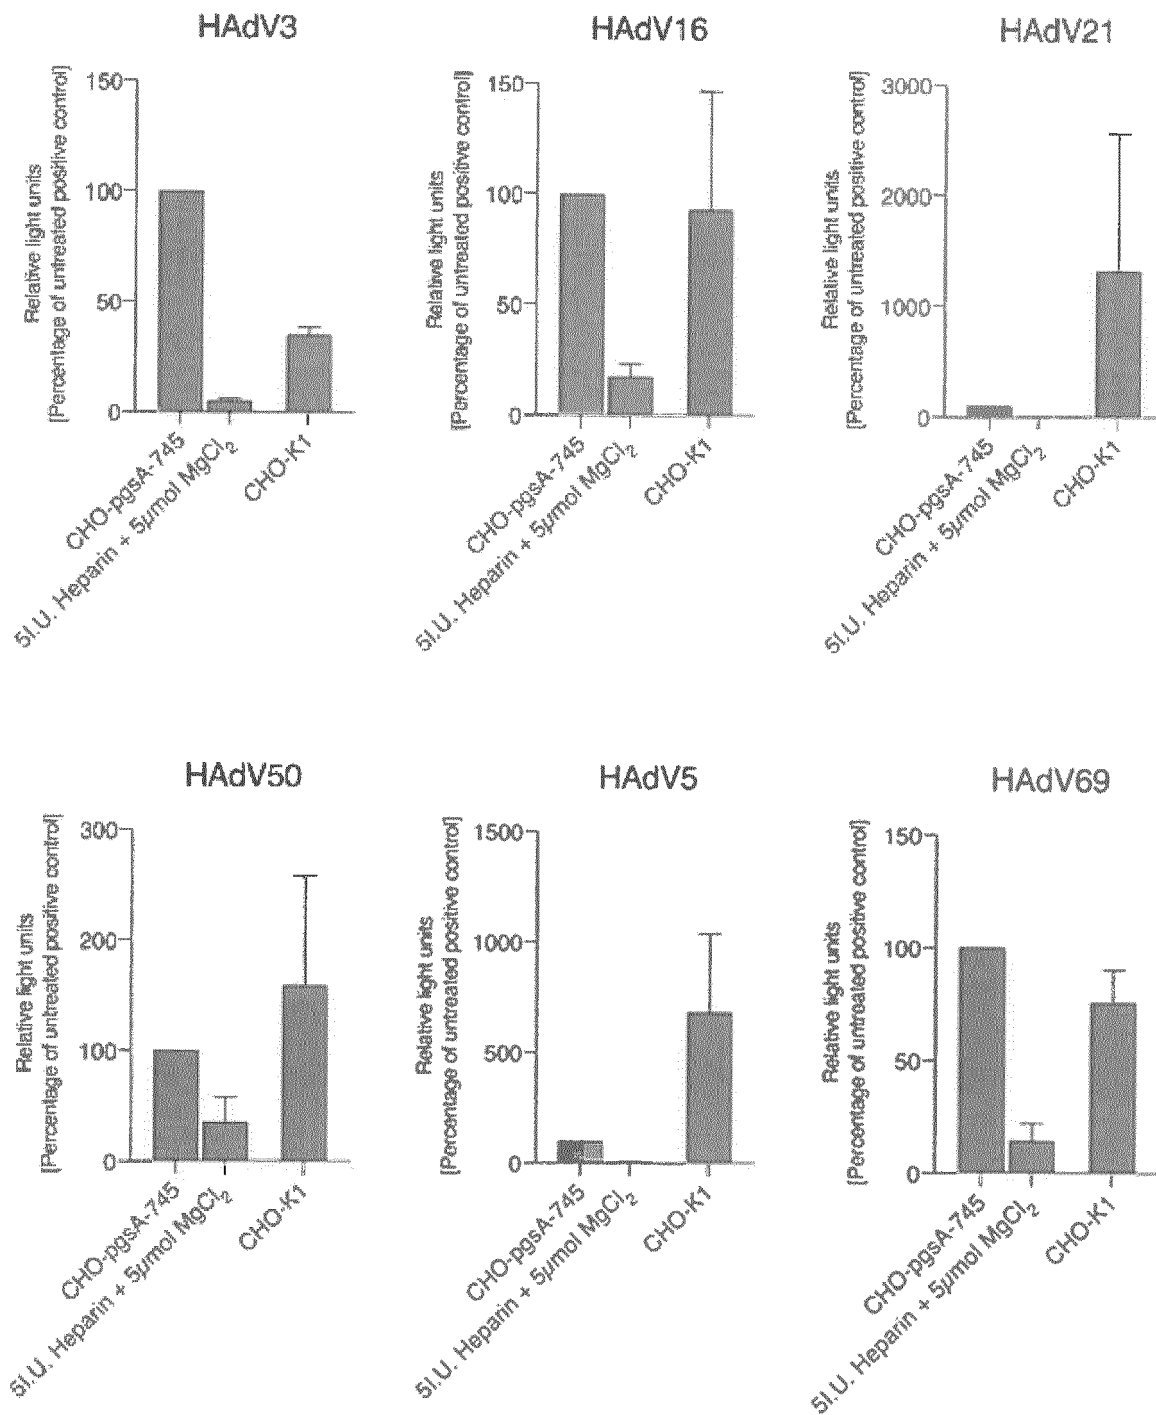 HAdV3
Relative light units
[Percentage of untreated positive control]
150
100
50
0
CHO-pgsA-745
5I.U. Heparin + 5µmol MgCl₂
CHO-K1
HAdV16
Relative light units
[Percentage of untreated positive control]
150
100
50
0
CHO-pgsA-745
5I.U. Heparin + 5µmol MgCl₂
CHO-K1
HAdV21
Relative light units
[Percentage of untreated positive control]
3000
2000
1000
0
CHO-pgsA-745
5I.U. Heparin + 5µmol MgCl₂
CHO-K1
HAdV50
Relative light units
[Percentage of untreated positive control]
300
200
100
0
CHO-pgsA-745
5I.U. Heparin + 5µmol MgCl₂
CHO-K1
HAdV5
Relative light units
[Percentage of untreated positive control]
1500
1000
500
0
CHO-pgsA-745
5I.U. Heparin + 5µmol MgCl₂
CHO-K1
HAdV69
Relative light units
[Percentage of untreated positive control]
150
100
50
0
CHO-pgsA-745
5I.U. Heparin + 5µmol MgCl₂
CHO-K1